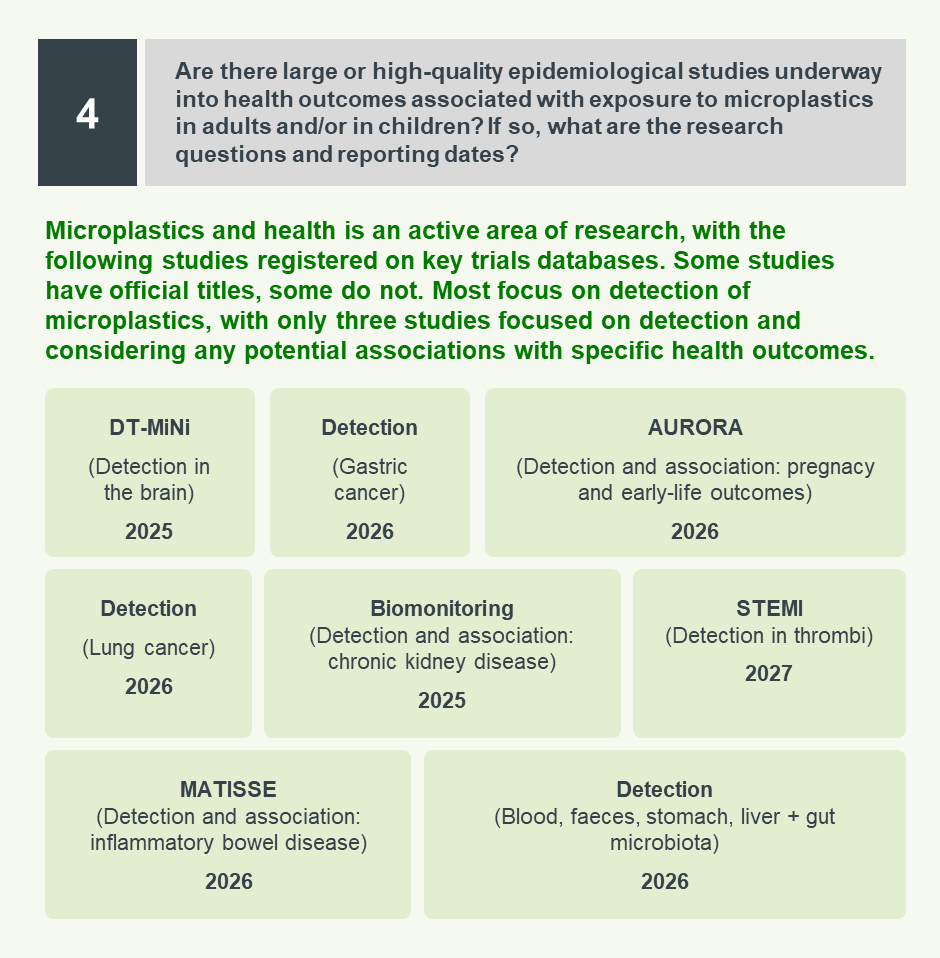 4
Are there large or high-quality epidemiological studies underway
into health outcomes associated with exposure to microplastics
in adults and/or in children? If so, what are the research
questions and reporting dates?
Microplastics and health is an active area of research, with the
following studies registered on key trials databases. Some studies
have official titles, some do not. Most focus on detection of
microplastics, with only three studies focused on detection and
considering any potential associations with specific health outcomes.
DT-MiNi
(Detection in
the brain)
2025
Detection
(Gastric
cancer)
2026
AURORA
(Detection and association: pregnacy
and early-life outcomes)
2026
Detection
(Lung cancer)
2026
Biomonitoring
(Detection and association:
chronic kidney disease)
2025
STEMI
(Detection in thrombi)
2027
MATISSE
(Detection and association:
inflammatory bowel disease)
2026
Detection
(Blood, faeces, stomach, liver + gut
microbiota)
2026